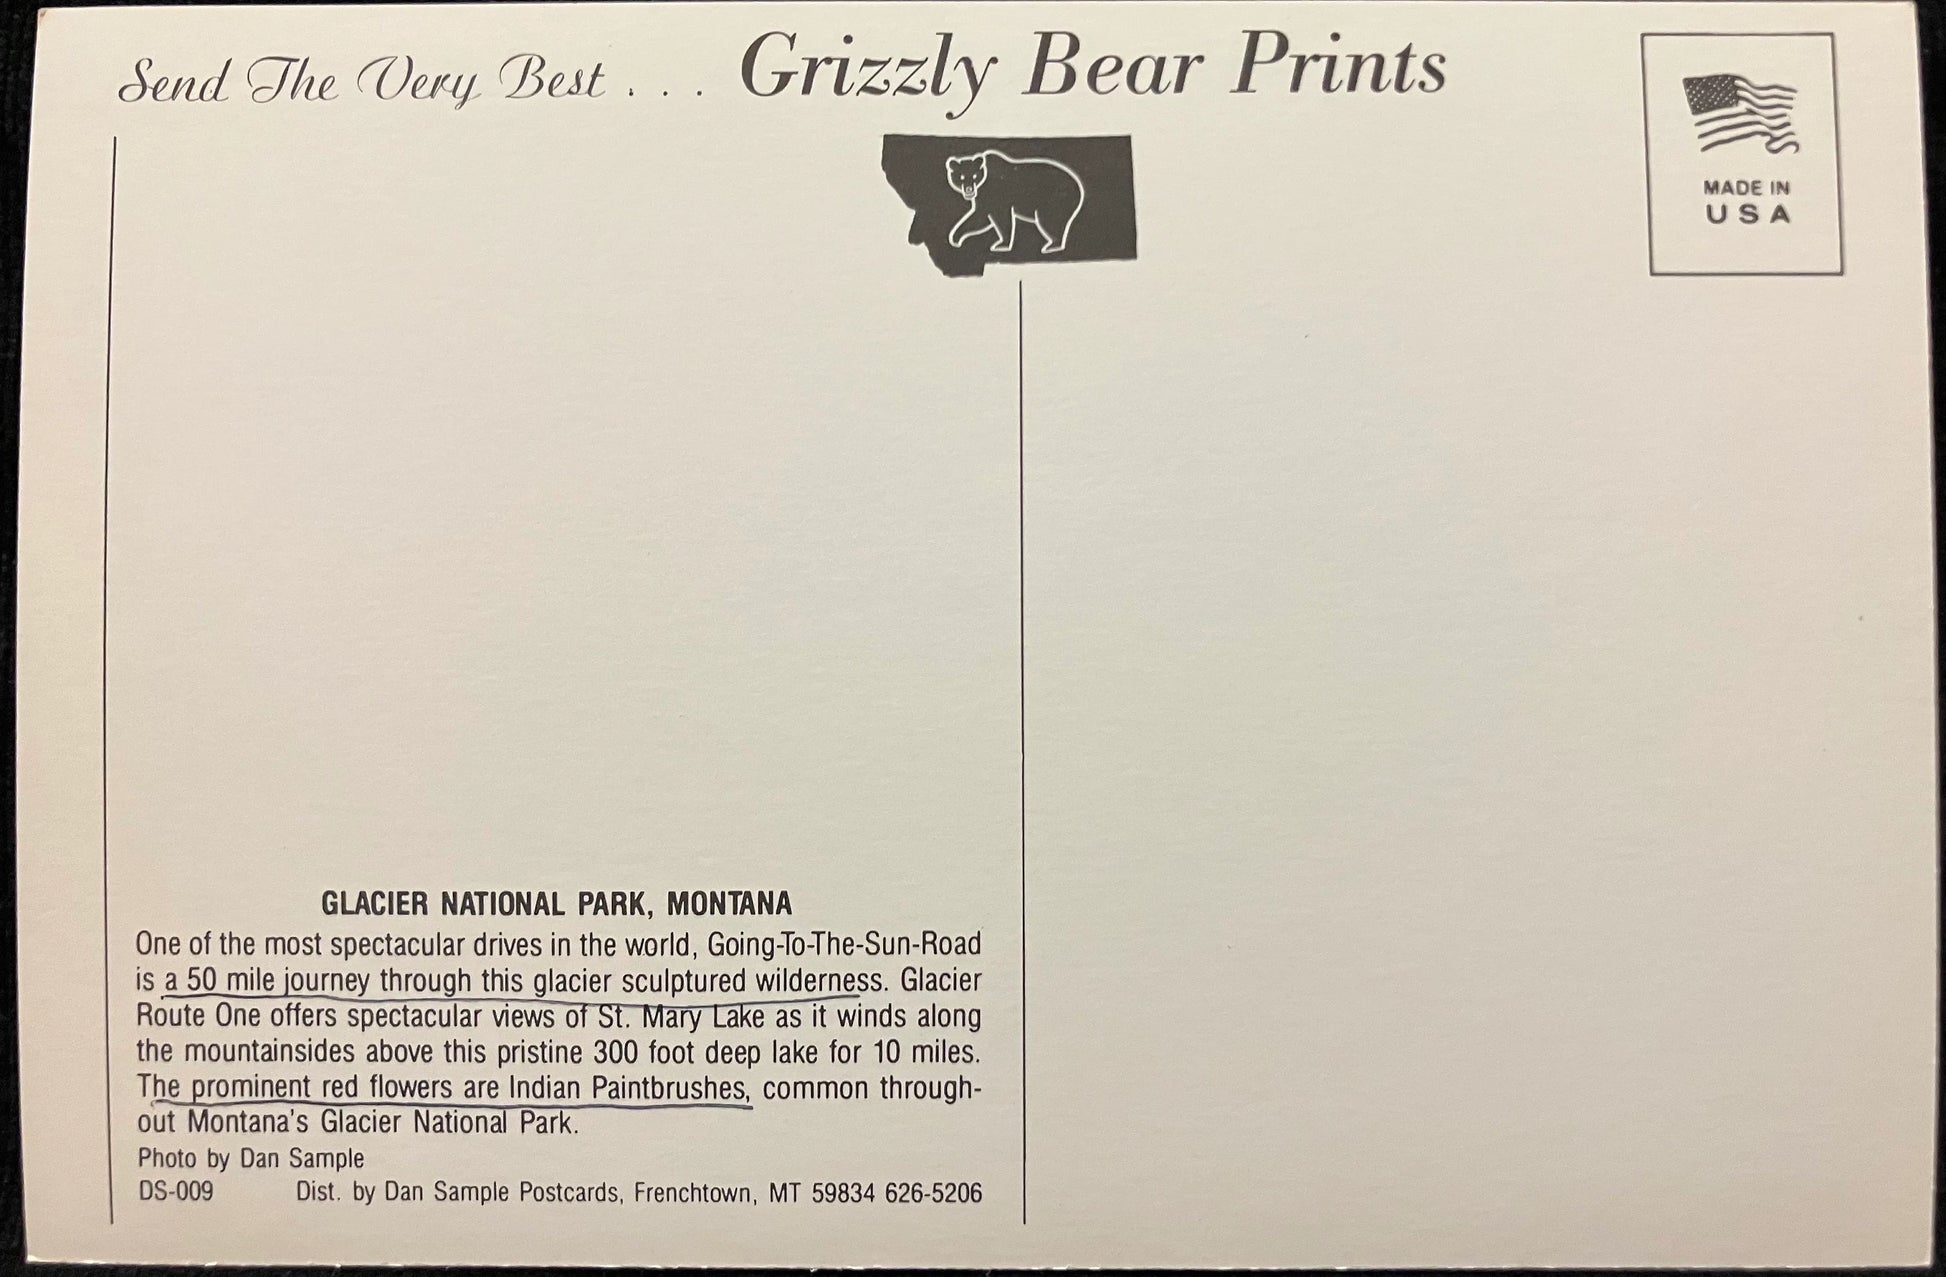 Send The Very Best . . . Grizzly Bear Prints
MADE IN
USA
GLACIER NATIONAL PARK, MONTANA
One of the most spectacular drives in the world, Going-To-The-Sun-Road
is a 50 mile journey through this glacier sculptured wilderness. Glacier
Route One offers spectacular views of St. Mary Lake as it winds along
the mountainsides above this pristine 300 foot deep lake for 10 miles.
The prominent red flowers are Indian Paintbrushes, common through-
out Montana's Glacier National Park.
Photo by Dan Sample
DS-009 Dist. by Dan Sample Postcards, Frenchtown, MT 59834 626-5206